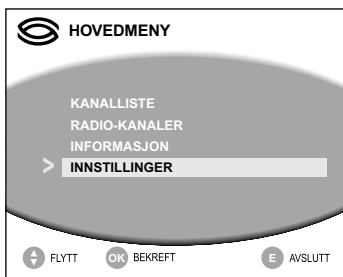 HOVEDMENY
KANALLISTE
RADIO-KANALER
INFORMASJON
> INNSTILLINGER
FLYTT OK BEKREFT E AVSLUTT